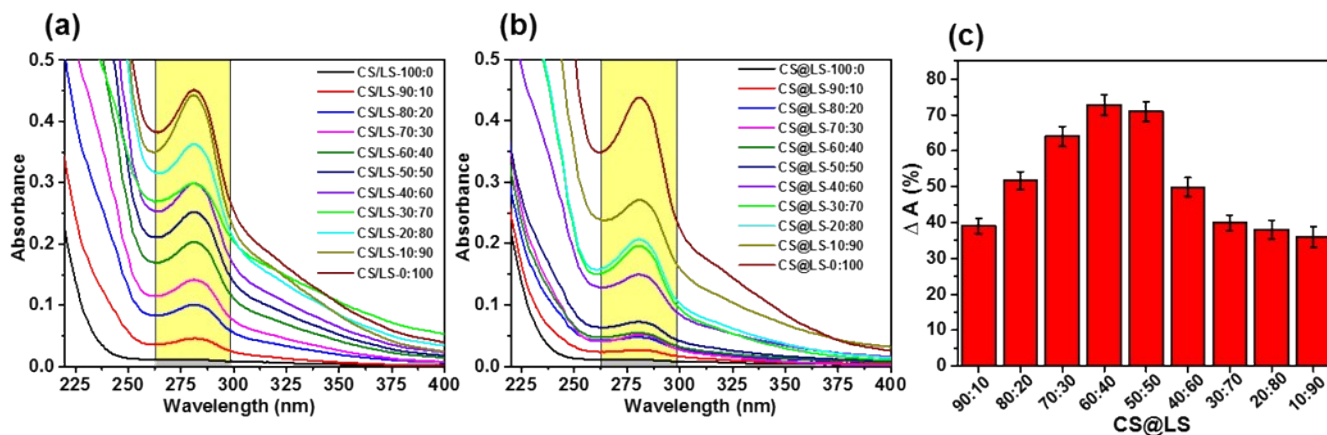 (a)
0.5
0.4
0.3
0.2
0.1
0.0
Absorbance
CS/LS-100:0
CS/LS-90:10
CS/LS-80:20
CS/LS-70:30
CS/LS-60:40
CS/LS-50:50
CS/LS-40:60
CS/LS-30:70
CS/LS-20:80
CS/LS-10:90
CS/LS-0:100
225 250 275 300 325 350 375 400
Wavelength (nm)
(b)
0.5
0.4
0.3
0.2
0.1
0.0
Absorbance
CS@LS-100:0
CS@LS-90:10
CS@LS-80:20
CS@LS-70:30
CS@LS-60:40
CS@LS-50:50
CS@LS-40:60
CS@LS-30:70
CS@LS-20:80
CS@LS-10:90
CS@LS-0:100
225 250 275 300 325 350 375 400
Wavelength (nm)
(c)
80
70
60
50
40
30
20
10
0
Δ A (%)
90:10 80:20 70:30 60:40 50:50 40:60 30:70 20:80 10:90
CS@LS